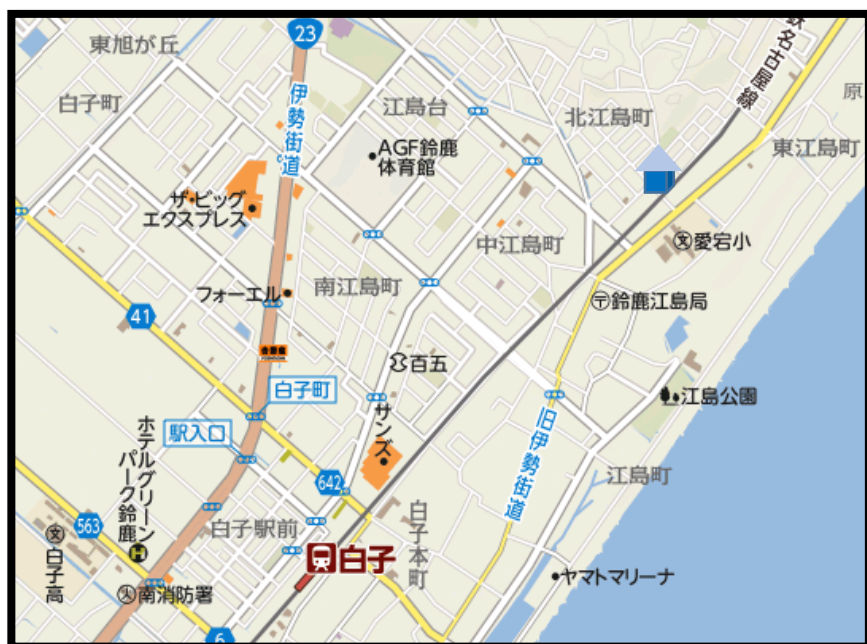 23
東旭が丘
鉄名古屋線
白子町
伊勢街道
江島台
北江島町
原
東江島町
AGF鈴鹿
体育館
ザ・ビッグ
エクスプレス
中江島町
愛宕小
南江島町
フォーエル
鈴鹿江島局
41
百五
白子町
江島公園
駅入口
サンズ
旧伊勢街道
ホテルグリーン
パーク鈴鹿
江島町
642
563
白子駅前
白子本町
文
白子高
H
白子
ヤマトマリーナ
南消防署
6